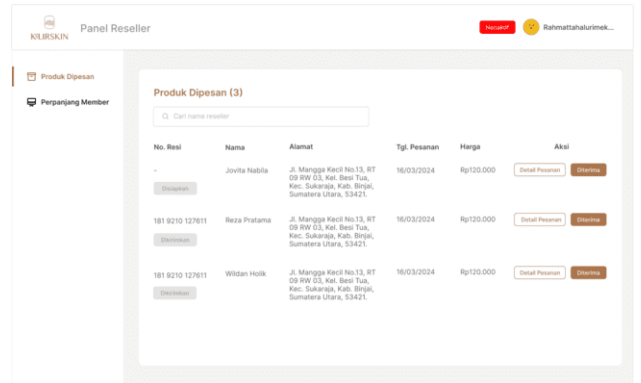 KLIRSKIN
Panel Reseller
Nonaktif
Rahmattahalurimek...
Produk Dipesan
Perpanjang Member
Produk Dipesan (3)
Cari nama reseller
No. Resi Nama Alamat Tgl. Pesanan Harga Aksi
- Jovita Nabila Jl. Mangga Kecil No.13, RT 16/03/2024 Rp120.000 Detail Pesanan Diterima
09 RW 03, Kel. Besi Tua,
Disiapkan Kec. Sukaraja, Kab. Binjai,
Sumatera Utara, 53421.
181 9210 127611 Reza Pratama Jl. Mangga Kecil No.13, RT 16/03/2024 Rp120.000 Detail Pesanan Diterima
09 RW 03, Kel. Besi Tua,
Dikirimkan Kec. Sukaraja, Kab. Binjai,
Sumatera Utara, 53421.
181 9210 127611 Wildan Holik Jl. Mangga Kecil No.13, RT 16/03/2024 Rp120.000 Detail Pesanan Diterima
09 RW 03, Kel. Besi Tua,
Dikirimkan Kec. Sukaraja, Kab. Binjai,
Sumatera Utara, 53421.